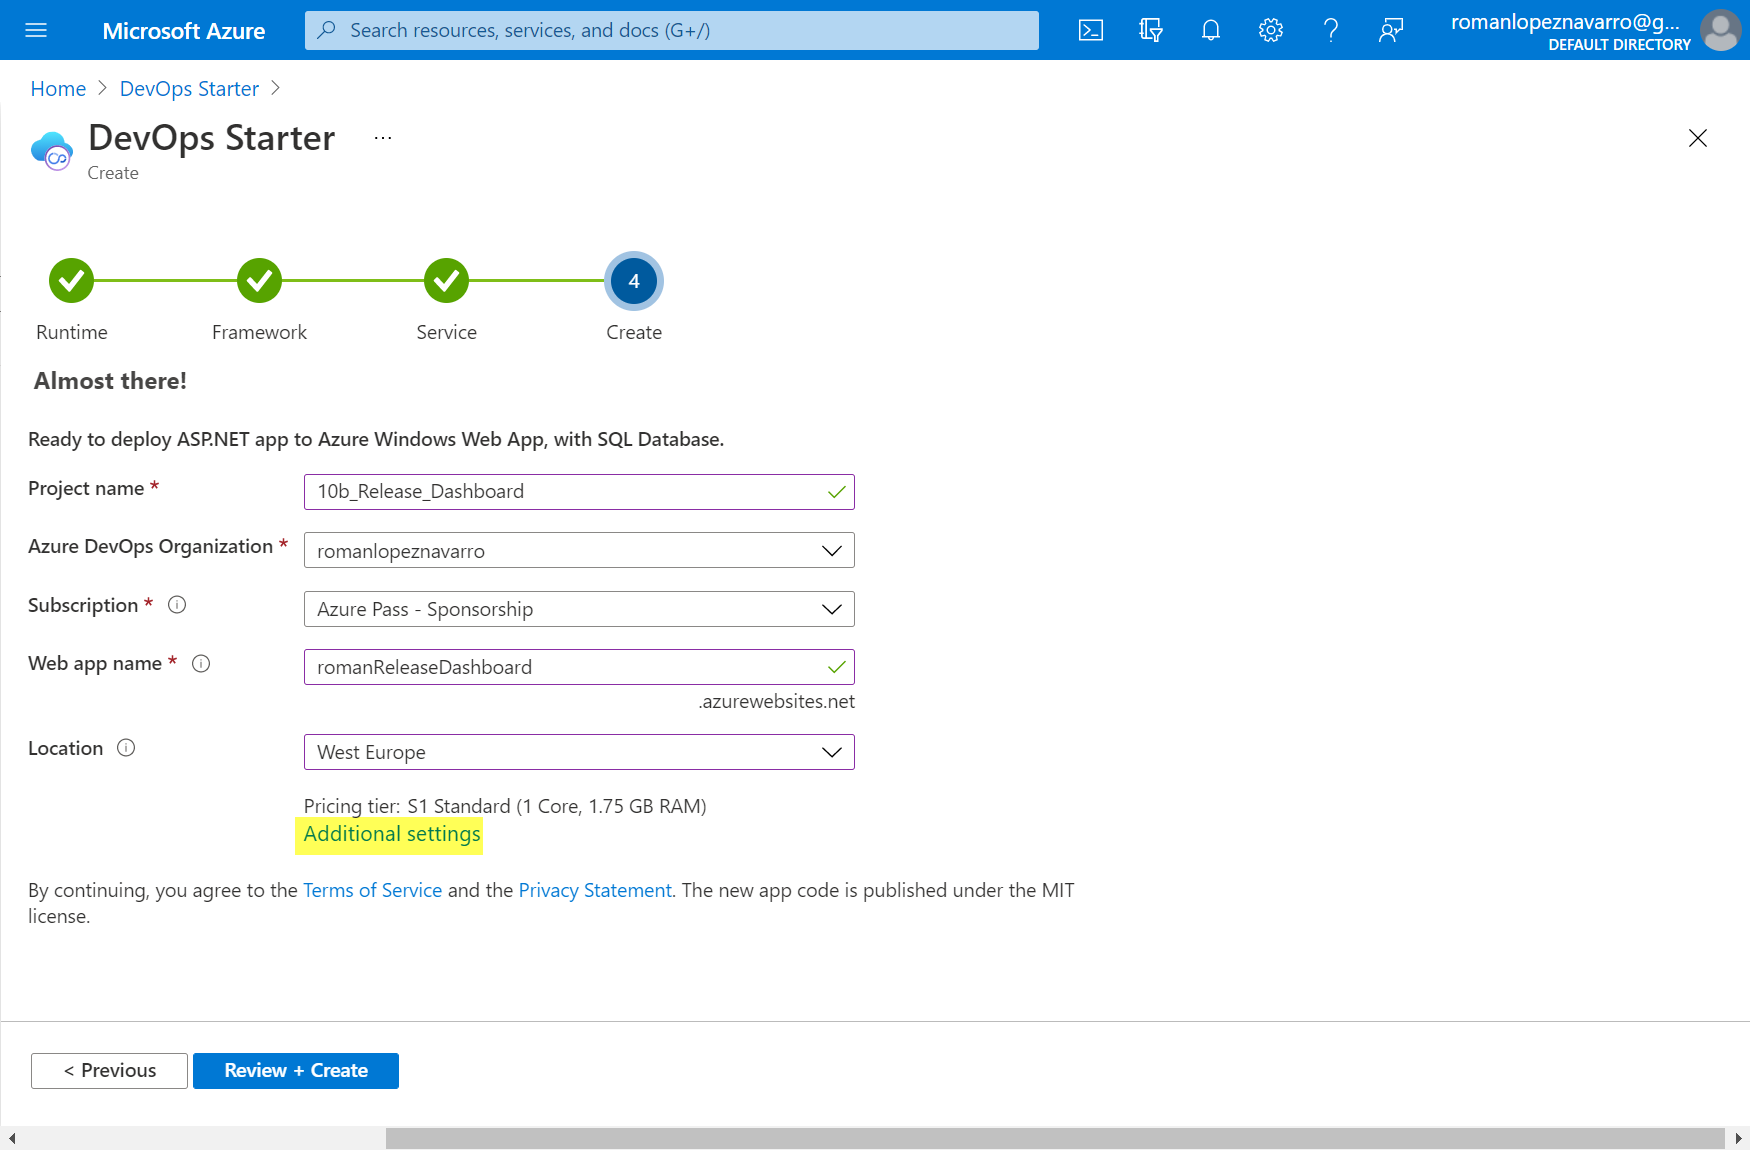 Microsoft Azure
Search resources, services, and docs (G+/)
romanlopeznavarro@g...
DEFAULT DIRECTORY
Home > DevOps Starter >
DevOps Starter ...
Create
4
Runtime Framework Service Create
Almost there!
Ready to deploy ASP.NET app to Azure Windows Web App, with SQL Database.
Project name * 10b_Release_Dashboard
Azure DevOps Organization * romanlopeznavarro
Subscription * Azure Pass - Sponsorship
Web app name * romanReleaseDashboard
.azurewebsites.net
Location West Europe
Pricing tier: S1 Standard (1 Core, 1.75 GB RAM)
Additional settings
By continuing, you agree to the Terms of Service and the Privacy Statement. The new app code is published under the MIT
license.
< Previous Review + Create